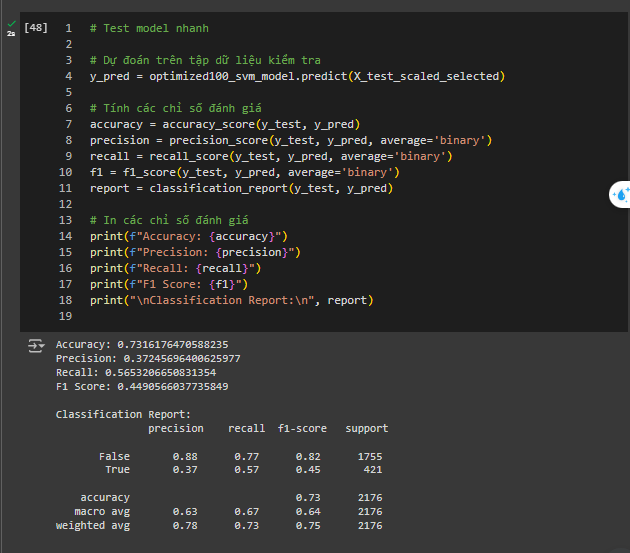 [48] 1 # Test model nhanh
2s 2
3 # Dự đoán trên tập dữ liệu kiểm tra
4 y_pred = optimized100_svm_model.predict(X_test_scaled_selected)
5
6 # Tính các chỉ số đánh giá
7 accuracy = accuracy_score(y_test, y_pred)
8 precision = precision_score(y_test, y_pred, average='binary')
9 recall = recall_score(y_test, y_pred, average='binary')
10 f1 = f1_score(y_test, y_pred, average='binary')
11 report = classification_report(y_test, y_pred)
12
13 # In các chỉ số đánh giá
14 print(f"Accuracy: {accuracy}")
15 print(f"Precision: {precision}")
16 print(f"Recall: {recall}")
17 print(f"F1 Score: {f1}")
18 print("\nClassification Report:\n", report)
19
Accuracy: 0.7316176470588235
Precision: 0.37245696400625977
Recall: 0.5653206650831354
F1 Score: 0.4490566037735849
Classification Report:
precision recall f1-score support
False 0.88 0.77 0.82 1755
True 0.37 0.57 0.45 421
accuracy 0.73 2176
macro avg 0.63 0.67 0.64 2176
weighted avg 0.78 0.73 0.75 2176